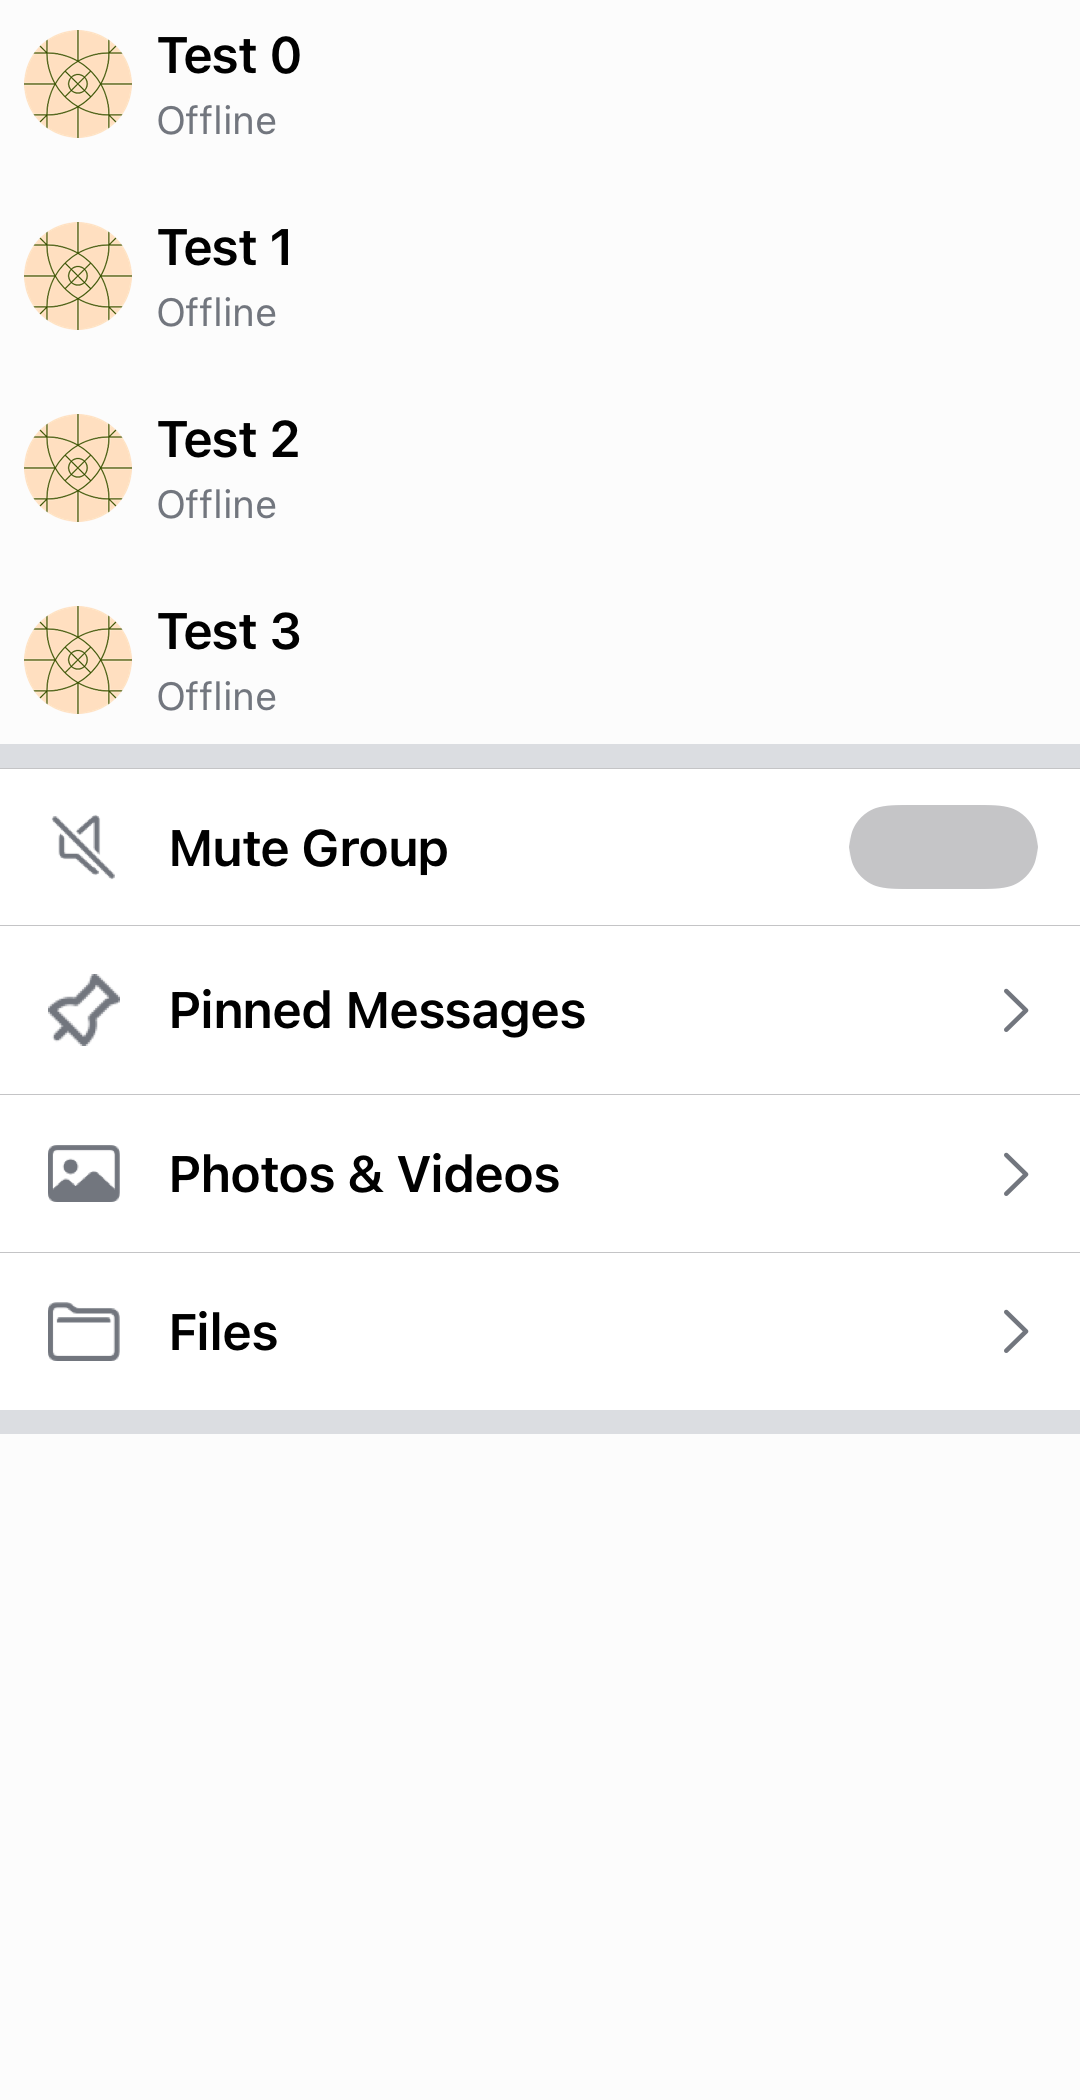 Test 0
Offline
Test 1
Offline
Test 2
Offline
Test 3
Offline
Mute Group
Pinned Messages
Photos & Videos
Files